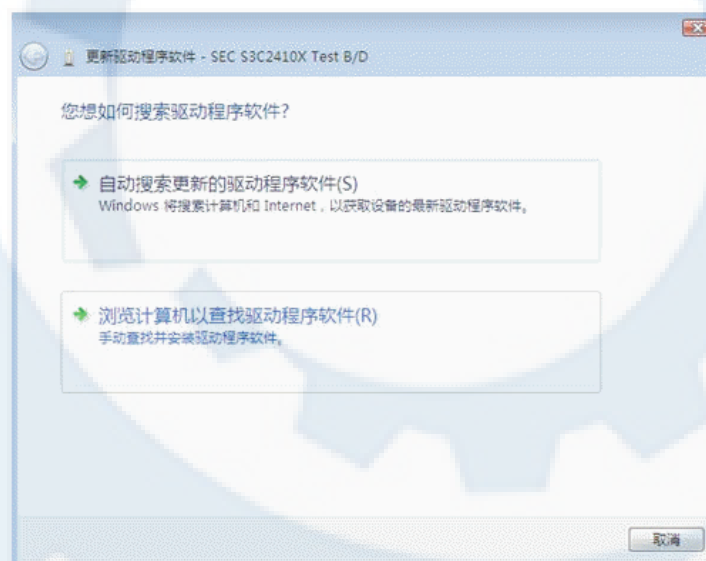 更新驱动程序软件 - SEC S3C2410X Test B/D
您想如何搜索驱动程序软件?
自动搜索更新的驱动程序软件(S)
Windows 将搜索计算机和 Internet，以获取设备的最新驱动程序软件。
浏览计算机以查找驱动程序软件(R)
手动查找并安装驱动程序软件。
取消